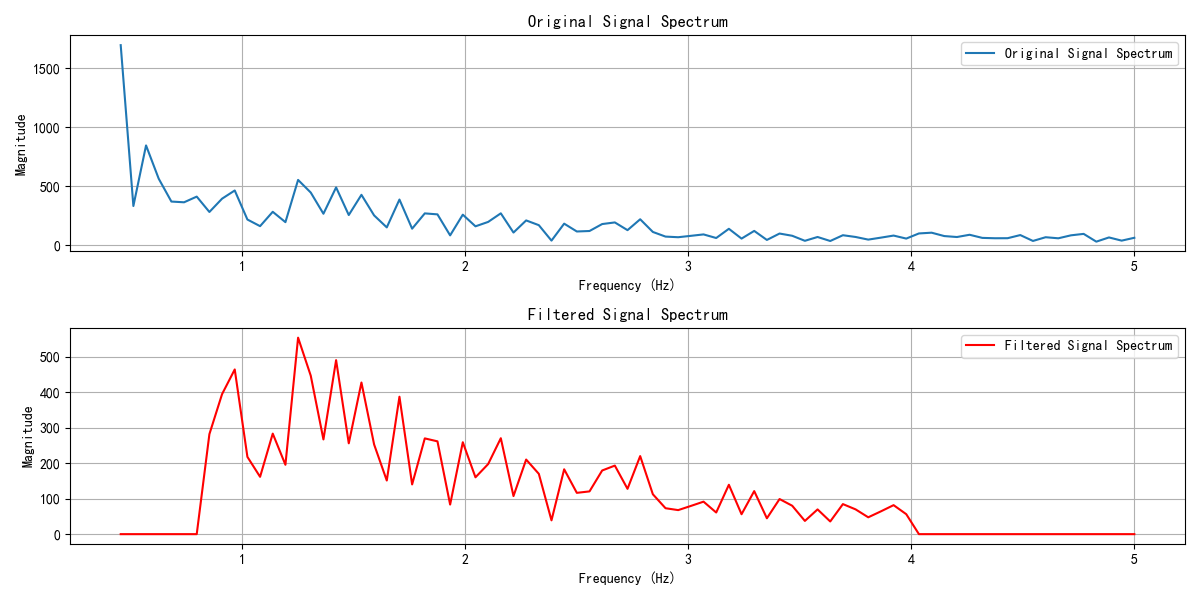 Original Signal Spectrum
Original Signal Spectrum
Magnitude
1500
1000
500
0
1 2 3 4 5
Frequency (Hz)
Filtered Signal Spectrum
Filtered Signal Spectrum
Magnitude
500
400
300
200
100
0
1 2 3 4 5
Frequency (Hz)